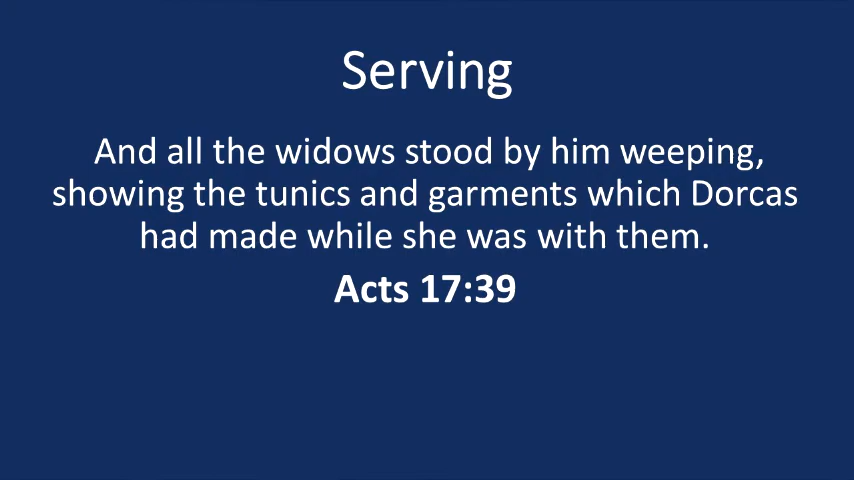 Serving
And all the widows stood by him weeping,
showing the tunics and garments which Dorcas
had made while she was with them.
Acts 17:39